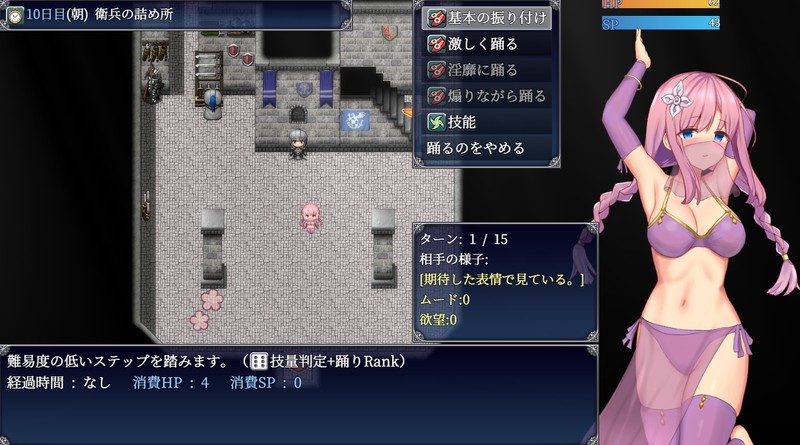 10日目(朝) 衛兵の詰め所
HP 62
SP 43
基本の振り付け
激しく踊る
淫靡に踊る
煽りながら踊る
技能
踊るのをやめる
ターン: 1 / 15
相手の様子:
[期待した表情で見ている。]
ムード:0
欲望:0
難易度の低いステップを踏みます。（技量判定+踊りRank）
経過時間 : なし 消費HP : 4 消費SP : 0